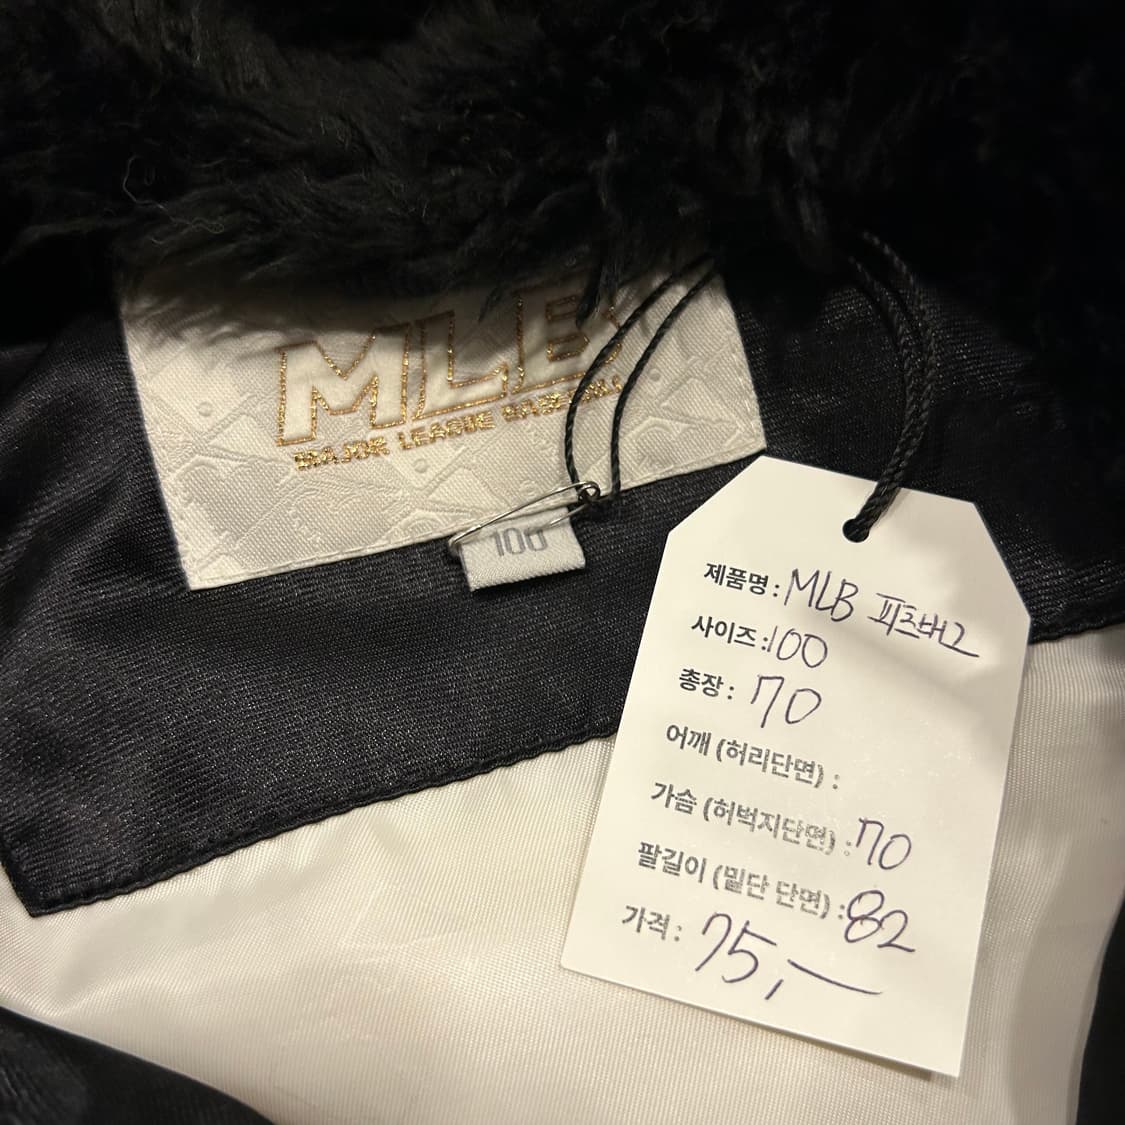 MLB
MAJOR LEAGUE BASEBALL
100
제품명 : MLB 피츠버그
사이즈 : 100
총장 : 70
어깨 (허리단면) :
가슴 (허벅지단면) : 70
팔길이 (밑단 단면) : 82
가격 : 75,—